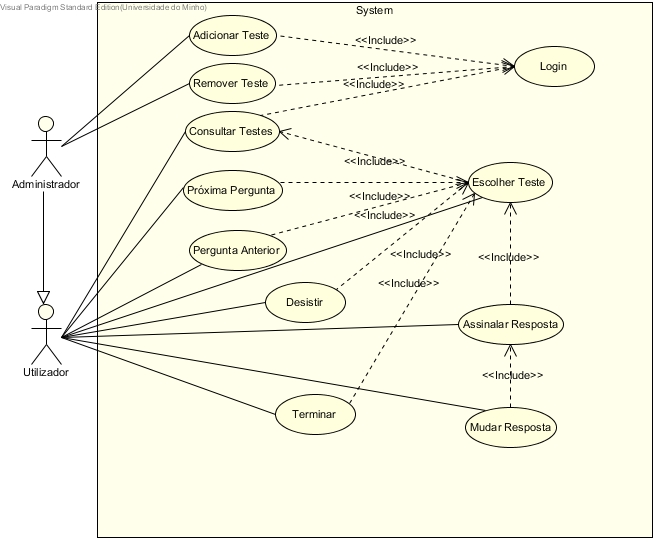 Visual Paradigm Standard Edition(Universidade do Minho)
System
Adicionar Teste
<<Include>>
Login
Remover Teste
<<Include>>
<<Include>>
Consultar Testes
Administrador
<<Include>>
Escolher Teste
Próxima Pergunta
<<Include>>
<<Include>>
Pergunta Anterior
<<Include>>
<<Include>>
<<Include>>
Desistir
Assinalar Resposta
Utilizador
<<Include>>
Terminar
Mudar Resposta